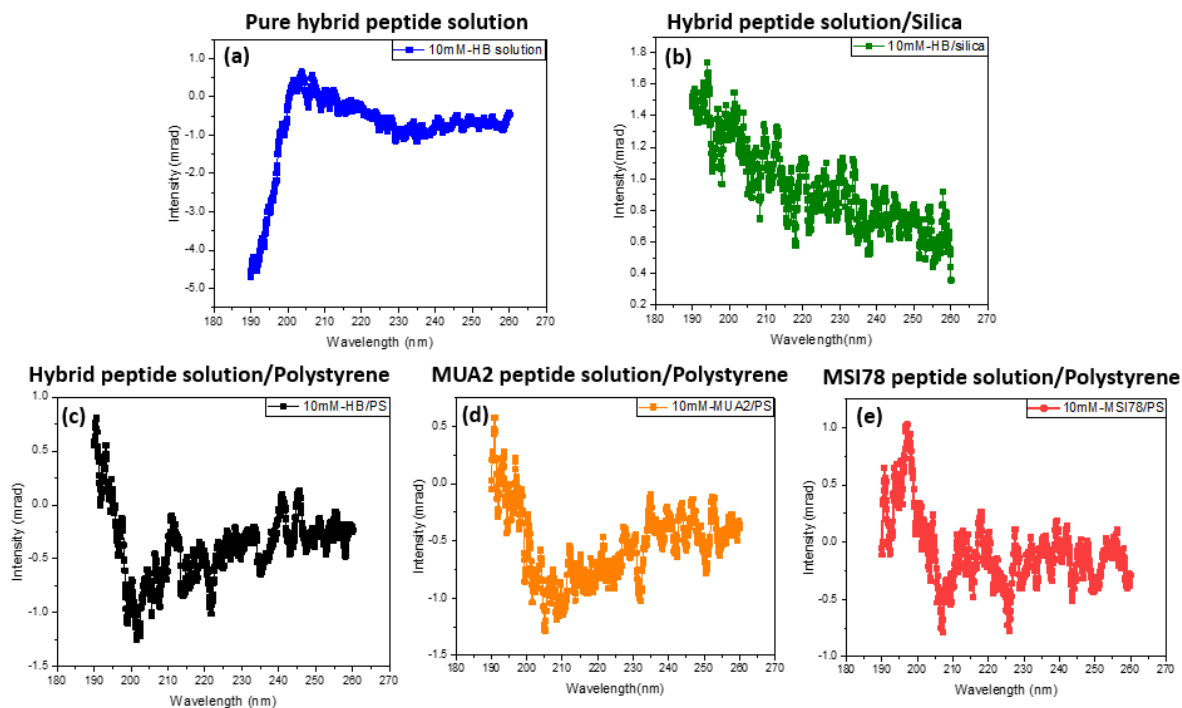 Pure hybrid peptide solution
(a)
10mM-HB solution
1.0
0.0
-1.0
-2.0
-3.0
-4.0
-5.0
Intensity (mrad)
180 190 200 210 220 230 240 250 260 270
Wavelength (nm)
Hybrid peptide solution/Silica
(b)
10mM-HB/silica
1.8
1.6
1.4
1.2
1.0
0.8
0.6
0.4
0.2
Intensity(mrad)
180 190 200 210 220 230 240 250 260 270
Wavelength(nm)
Hybrid peptide solution/Polystyrene
(c)
10mM-HB/PS
1.0
0.5
0.0
-0.5
-1.0
-1.5
Intensity (mrad)
180 190 200 210 220 230 240 250 260 270
Wavelength (nm)
MUA2 peptide solution/Polystyrene
(d)
10mM-MUA2/PS
0.5
0.0
-0.5
-1.0
-1.5
Intensity (mrad)
180 190 200 210 220 230 240 250 260 270
Wavelength(nm)
MSI78 peptide solution/Polystyrene
(e)
10mM-MSI78/PS
1.0
0.5
0.0
-0.5
-1.0
Intensity (mrad)
180 190 200 210 220 230 240 250 260 270
Wavelength (nm)